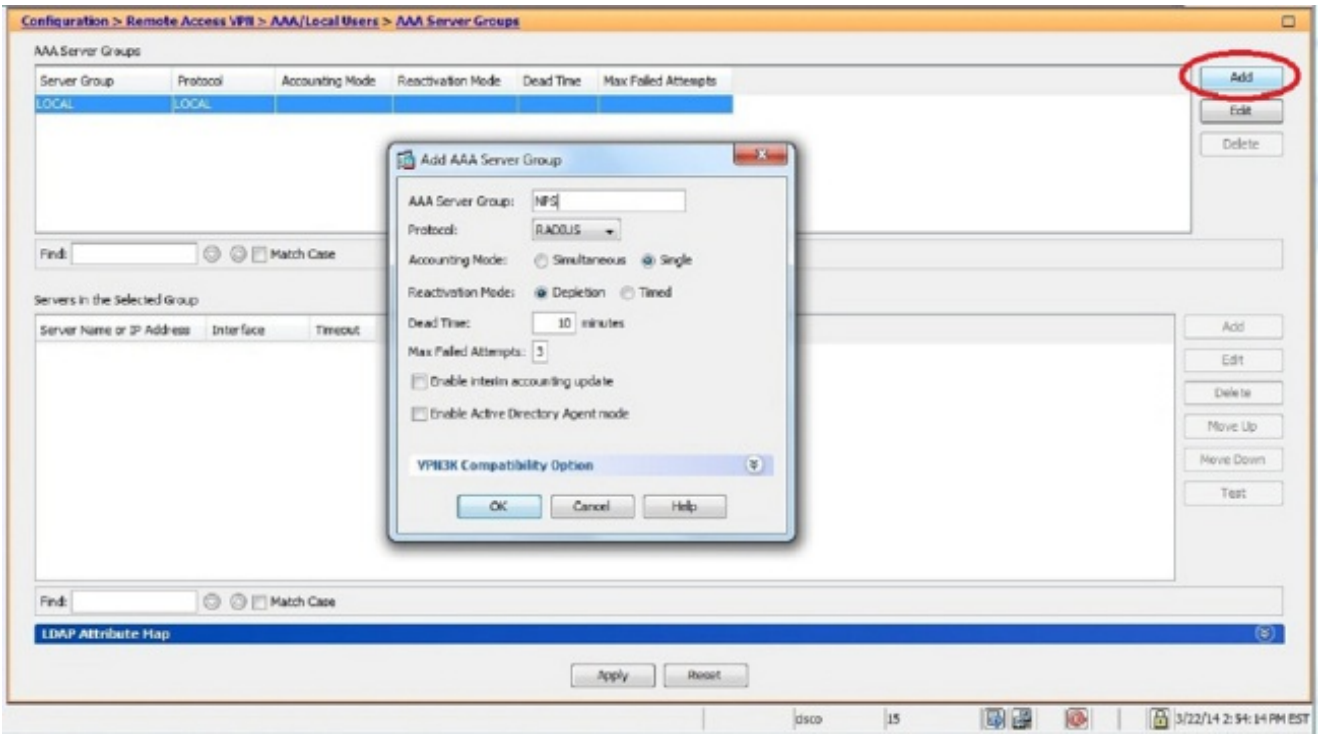 Configuration > Remote Access VPN > AAA/Local Users > AAA Server Groups
AAA Server Groups
Server Group Protocol Accounting Mode Reactivation Mode Dead Time Max Failed Attempts
LOCAL LOCAL
Add
Edit
Delete
Find: Match Case
Add AAA Server Group
AAA Server Group: NPS
Protocol: RADIUS
Accounting Mode: Simultaneous Single
Reactivation Mode: Depletion Timed
Dead Time: 10 minutes
Max Failed Attempts: 3
Enable interim accounting update
Enable Active Directory Agent mode
VPN3K Compatibility Option
OK Cancel Help
Servers in the Selected Group
Server Name or IP Address Interface Timeout
Add
Edit
Delete
Move Up
Move Down
Test
Find: Match Case
LDAP Attribute Map
Apply Reset
cisco 15 3/22/14 2:54:14 PM EST